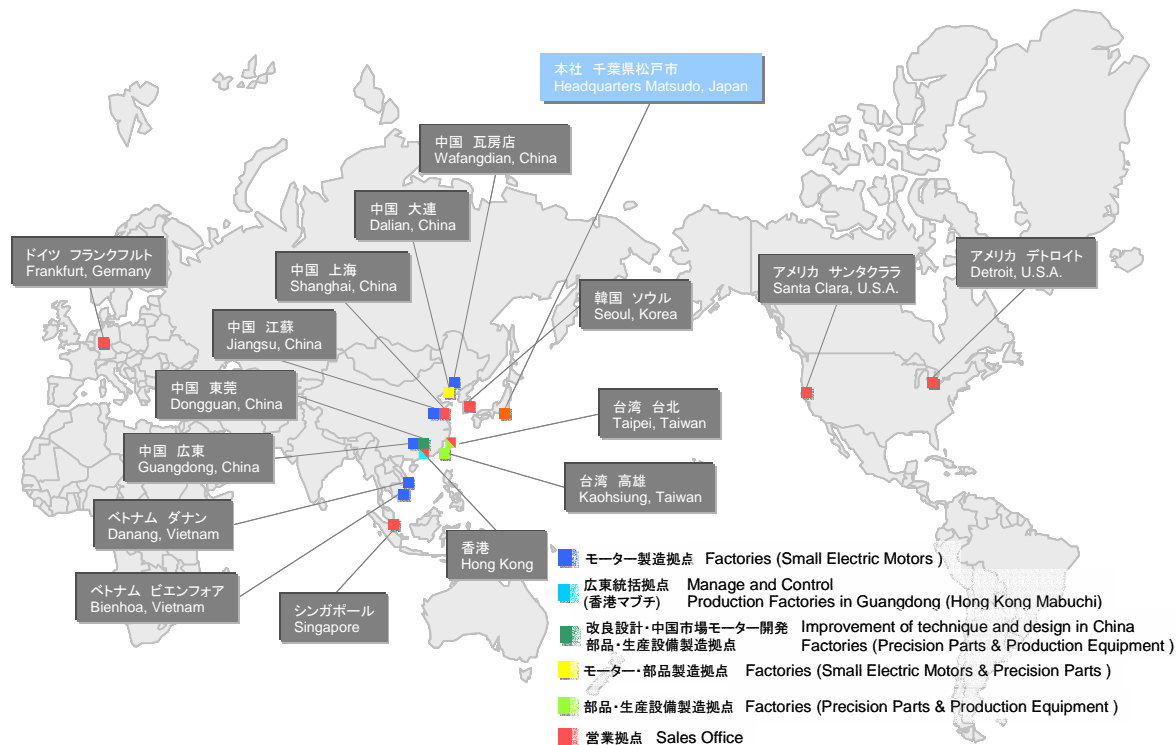 本社 千葉県松戸市
Headquarters Matsudo, Japan
中国 瓦房店
Wafangdian, China
中国 大連
Dalian, China
ドイツ フランクフルト
Frankfurt, Germany
中国 上海
Shanghai, China
韓国 ソウル
Seoul, Korea
アメリカ サンタクララ
Santa Clara, U.S.A.
アメリカ デトロイト
Detroit, U.S.A.
中国 江蘇
Jiangsu, China
中国 東莞
Dongguan, China
台湾 台北
Taipei, Taiwan
中国 広東
Guangdong, China
台湾 高雄
Kaohsiung, Taiwan
ベトナム ダナン
Danang, Vietnam
香港
Hong Kong
ベトナム ビエンフォア
Bienhoa, Vietnam
シンガポール
Singapore
モーター製造拠点 Factories (Small Electric Motors )
広東統括拠点 Manage and Control
(香港マブチ) Production Factories in Guangdong (Hong Kong Mabuchi)
改良設計・中国市場モーター開発 Improvement of technique and design in China
部品・生産設備製造拠点 Factories (Precision Parts & Production Equipment )
モーター・部品製造拠点 Factories (Small Electric Motors & Precision Parts )
部品・生産設備製造拠点 Factories (Precision Parts & Production Equipment )
営業拠点 Sales Office